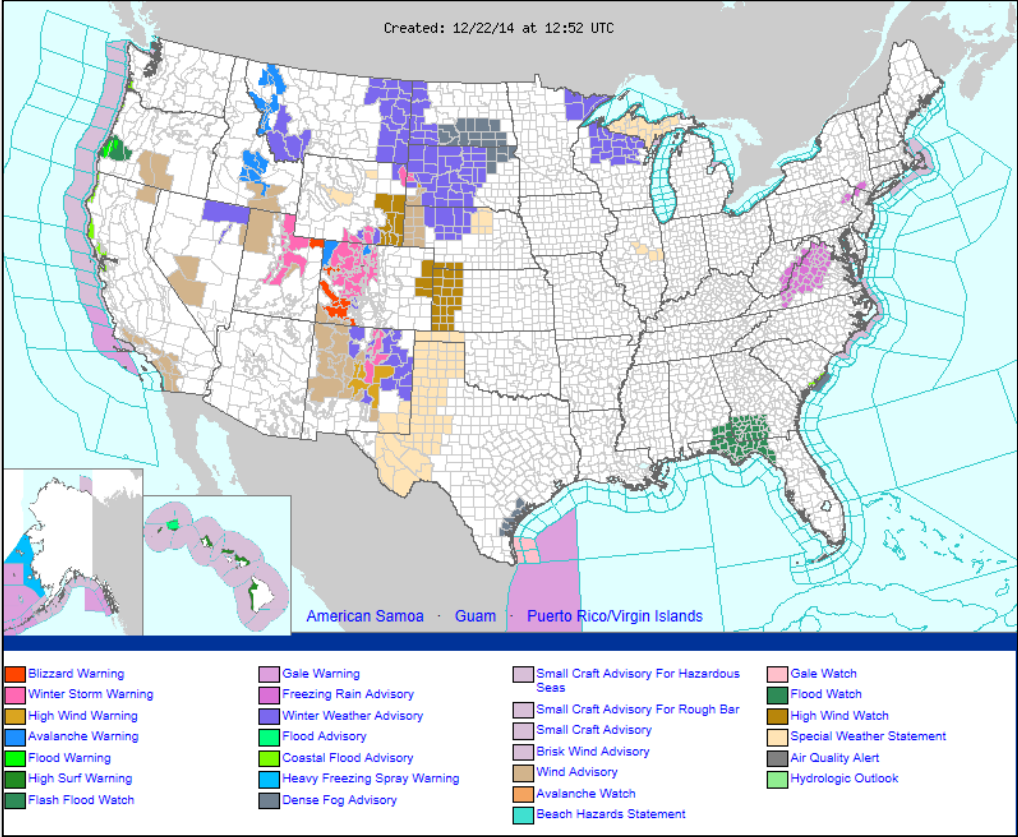 Created: 12/22/14 at 12:52 UTC
American Samoa · Guam · Puerto Rico/Virgin Islands
Blizzard Warning
Winter Storm Warning
High Wind Warning
Avalanche Warning
Flood Warning
High Surf Warning
Flash Flood Watch
Gale Warning
Freezing Rain Advisory
Winter Weather Advisory
Flood Advisory
Coastal Flood Advisory
Heavy Freezing Spray Warning
Dense Fog Advisory
Small Craft Advisory For Hazardous
Seas
Small Craft Advisory For Rough Bar
Small Craft Advisory
Brisk Wind Advisory
Wind Advisory
Avalanche Watch
Beach Hazards Statement
Gale Watch
Flood Watch
High Wind Watch
Special Weather Statement
Air Quality Alert
Hydrologic Outlook